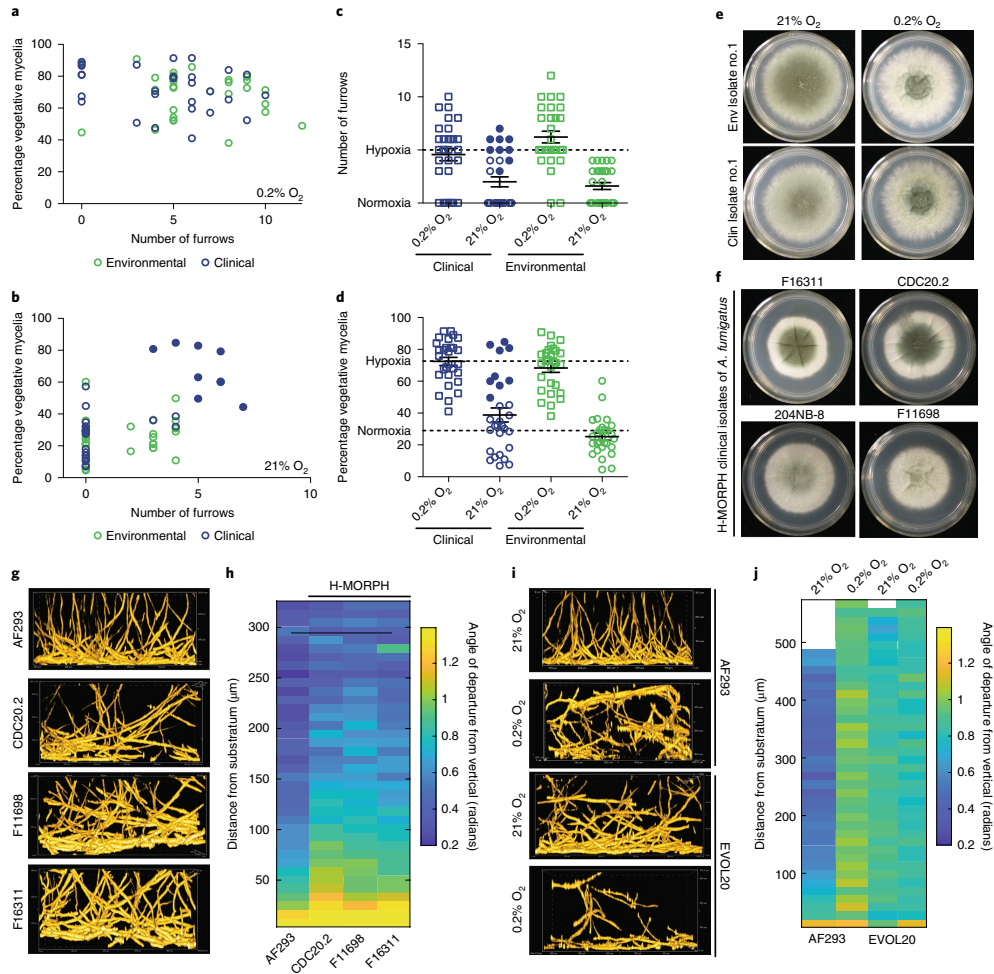 a
Percentage vegetative mycelia
100
80
60
40
20
0
0
5
10
0.2% O2
Number of furrows
Environmental
Clinical
b
Percentage vegetative mycelia
100
80
60
40
20
0
0
5
10
21% O2
Number of furrows
Environmental
Clinical
c
Number of furrows
15
10
Hypoxia
Normoxia
0.2% O2
21% O2
0.2% O2
21% O2
Clinical
Environmental
d
Percentage vegetative mycelia
100
80
Hypoxia
60
40
Normoxia
20
0
0.2% O2
21% O2
0.2% O2
21% O2
Clinical
Environmental
e
21% O2
0.2% O2
Env Isolate no.1
Clin Isolate no.1
f
H-MORPH clinical isolates of A. fumigatus
F16311
CDC20.2
204NB-8
F11698
g
AF293
CDC20.2
F11698
F16311
h
H-MORPH
Distance from substratum (µm)
300
250
200
150
100
50
AF293
CDC20.2
F11698
F16311
Angle of departure from vertical (radians)
1.2
1
0.8
0.6
0.4
0.2
i
21% O2
0.2% O2
21% O2
0.2% O2
AF293
EVOL20
j
21% O2
0.2% O2
21% O2
0.2% O2
Distance from substratum (µm)
500
400
300
200
100
AF293
EVOL20
Angle of departure from vertical (radians)
1.2
1
0.8
0.6
0.4
0.2